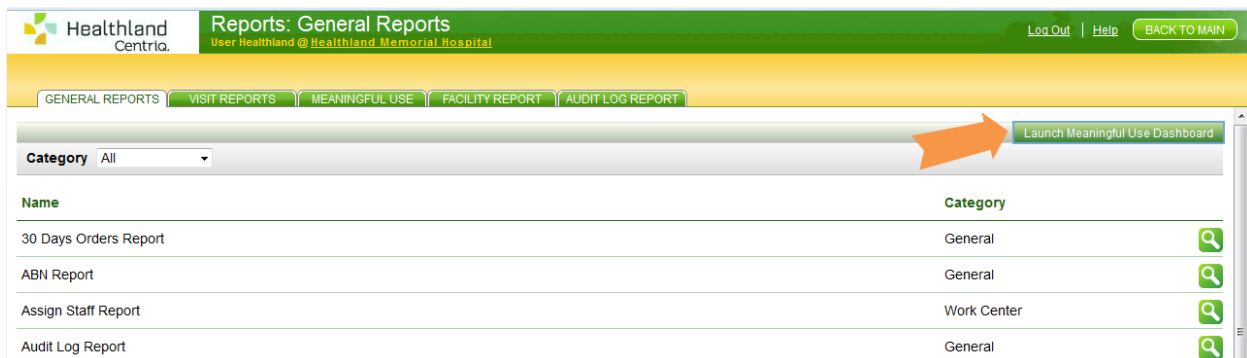 Healthland
Centriq.
Reports: General Reports
User Healthland @ Healthland Memorial Hospital
Log Out | Help BACK TO MAIN
GENERAL REPORTS VISIT REPORTS MEANINGFUL USE FACILITY REPORT AUDIT LOG REPORT
Launch Meaningful Use Dashboard
Category All
Name Category
30 Days Orders Report General
ABN Report General
Assign Staff Report Work Center
Audit Log Report General